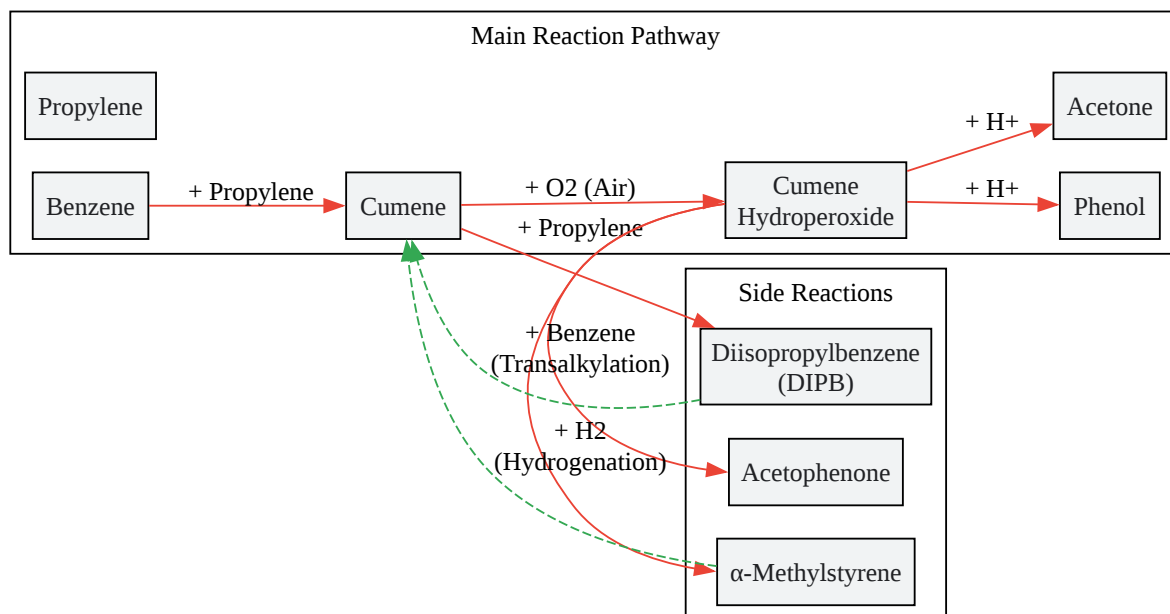 Main Reaction Pathway
Propylene
Acetone
+ H+
Benzene
+ Propylene
Cumene
+ O2 (Air)
Cumene
Hydroperoxide
+ H+
Phenol
+ Propylene
Side Reactions
+ Benzene
(Transalkylation)
Diisopropylbenzene
(DIPB)
+ H2
(Hydrogenation)
Acetophenone
α-Methylstyrene